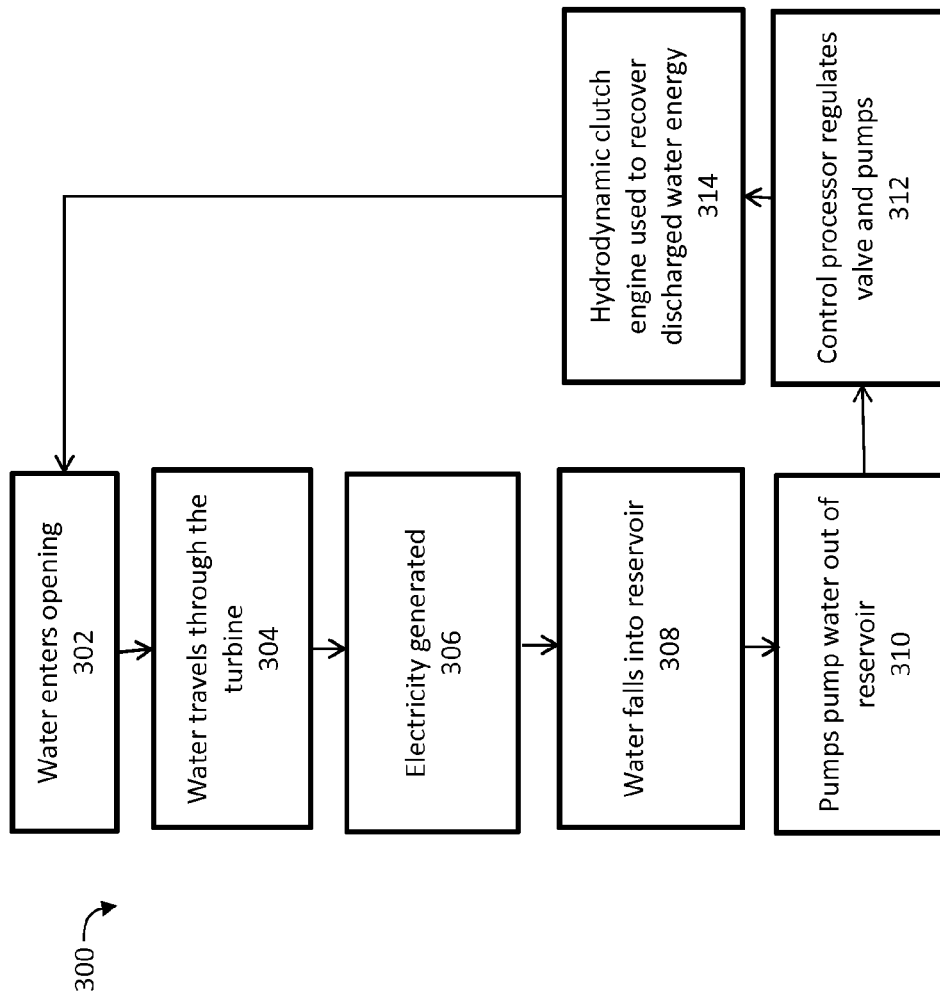 300
Water enters opening
302
Water travels through the
turbine
304
Electricity generated
306
Water falls into reservoir
308
Pumps pump water out of
reservoir
310
Control processor regulates
valve and pumps
312
Hydrodynamic clutch
engine used to recover
discharged water energy
314